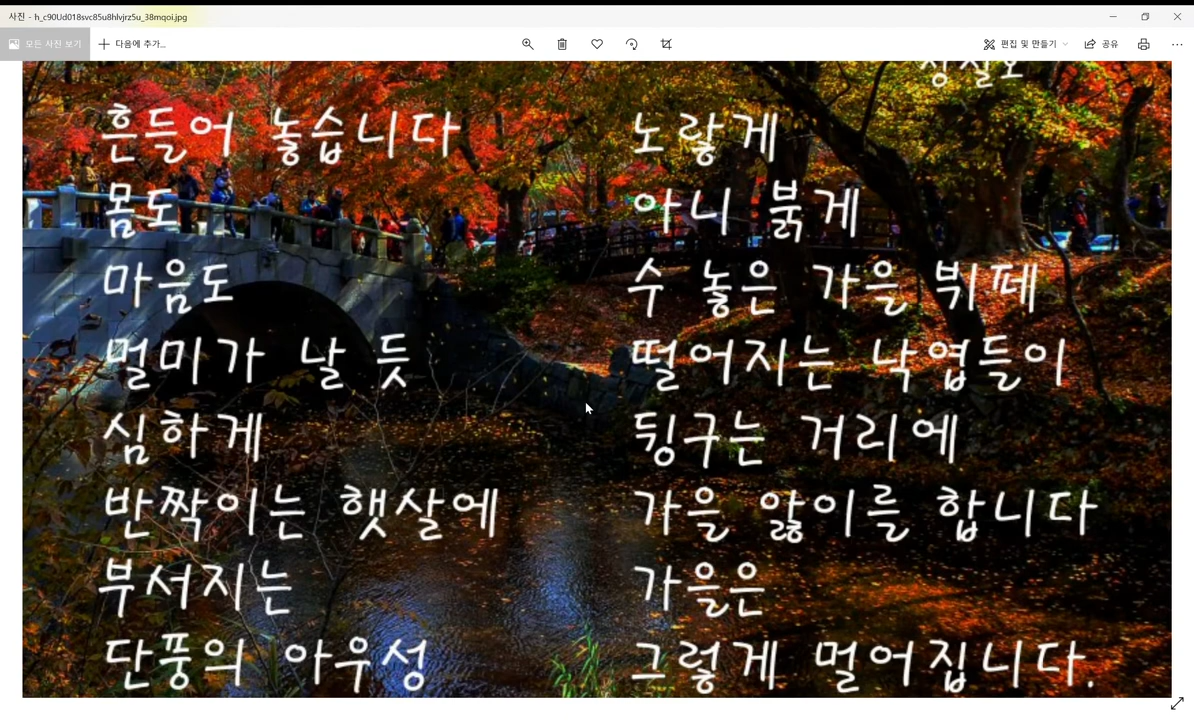 사진 - h_c90Ud018svc85u8hlvjrz5u_38mqoi.jpg
모든 사진 보기
다음에 추가...
편집 및 만들기
공유
흔들어 놓습니다
몸도
마음도
멀미가 날 듯
심하게
반짝이는 햇살에
부서지는
단풍의 아우성
노랗게
아니 붉게
수 놓은 가을 뷔페
떨어지는 낙엽들이
뒹구는 거리에
가을 앓이를 합니다
가을은
그렇게 멀어집니다.